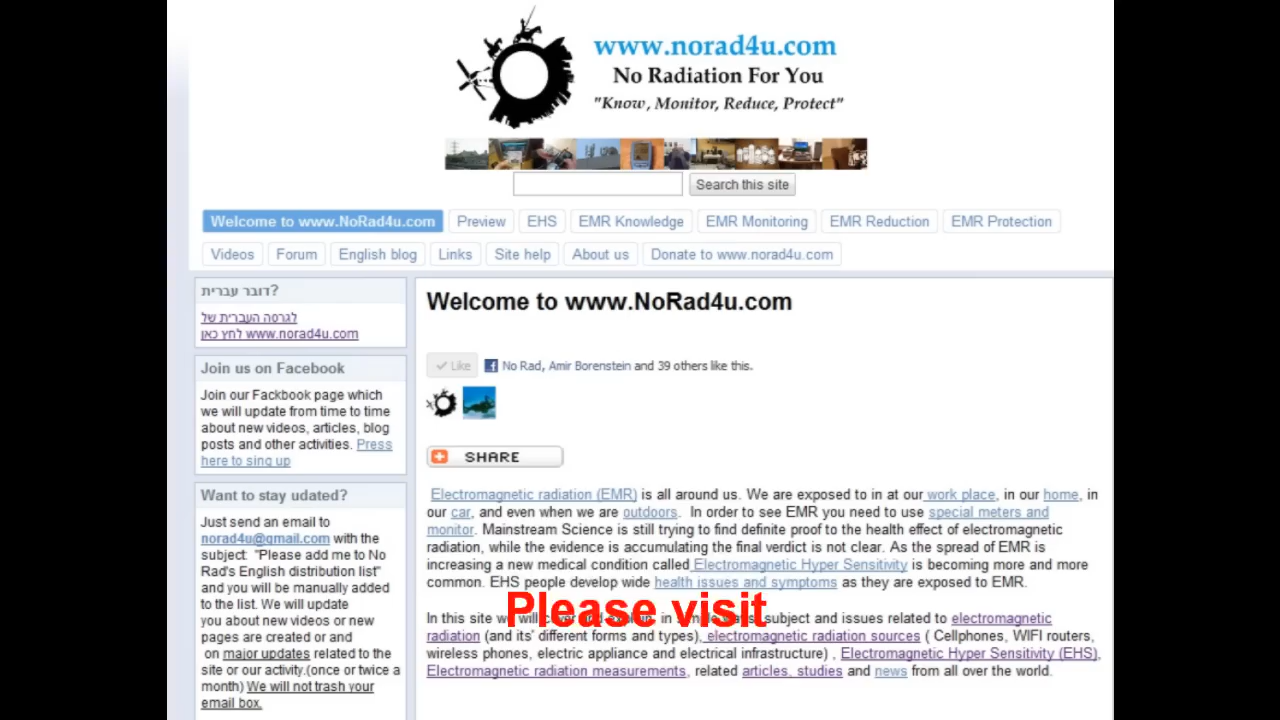 www.norad4u.com
No Radiation For You
"Know, Monitor, Reduce, Protect"
Search this site
Welcome to www.NoRad4u.com
Preview
EHS
EMR Knowledge
EMR Monitoring
EMR Reduction
EMR Protection
Videos
Forum
English blog
Links
Site help
About us
Donate to www.norad4u.com
דובר עברית?
לגרסה העברית של
www.norad4u.com לחץ כאן
Join us on Facebook
Join our Fackbook page which
we will update from time to time
about new videos, articles, blog
posts and other activities. Press
here to sing up
Want to stay udated?
Just send an email to
norad4u@gmail.com with the
subject: "Please add me to No
Rad's English distribution list"
and you will be manually added
to the list. We will update
you about new videos or new
pages are created or and
on major updates related to the
site or our activity.(once or twice a
month) We will not trash your
email box.
Welcome to www.NoRad4u.com
Like
No Rad, Amir Borenstein and 39 others like this.
SHARE
Electromagnetic radiation (EMR) is all around us. We are exposed to in at our work place, in our home, in
our car, and even when we are outdoors. In order to see EMR you need to use special meters and
monitor. Mainstream Science is still trying to find definite proof to the health effect of electromagnetic
radiation, while the evidence is accumulating the final verdict is not clear. As the spread of EMR is
increasing a new medical condition called Electromagnetic Hyper Sensitivity is becoming more and more
common. EHS people develop wide health issues and symptoms as they are exposed to EMR.
Please visit
In this site we will cover and explain, in simple ways, subject and issues related to electromagnetic
radiation (and its' different forms and types), electromagnetic radiation sources ( Cellphones, WIFI routers,
wireless phones, electric appliance and electrical infrastructure) , Electromagnetic Hyper Sensitivity (EHS),
Electromagnetic radiation measurements, related articles, studies and news from all over the world.